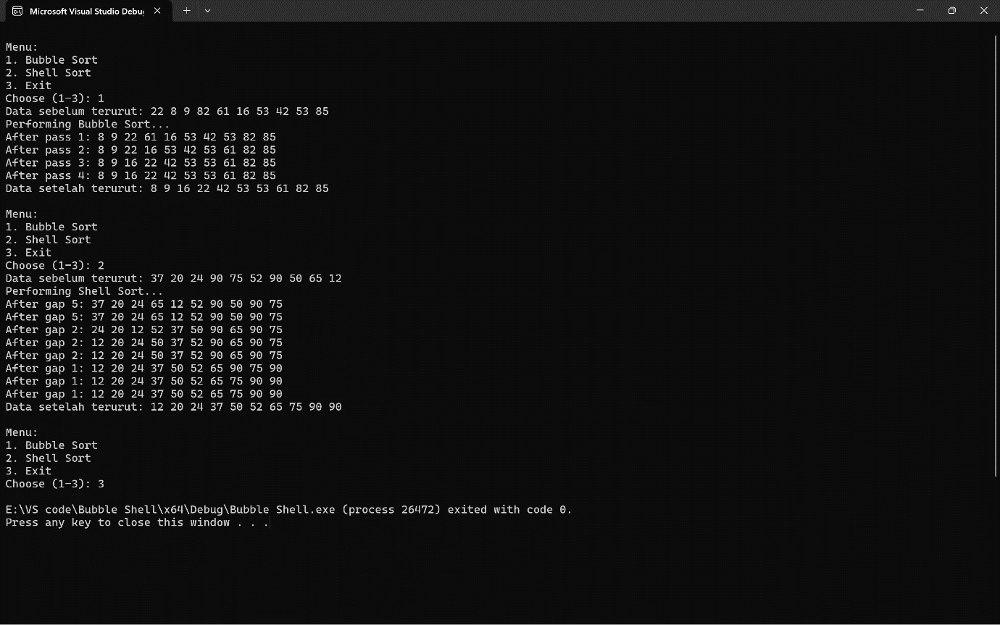 Microsoft Visual Studio Debu
Menu:
1. Bubble Sort
2. Shell Sort
3. Exit
Choose (1-3): 1
Data sebelum terurut: 22 8 9 82 61 16 53 42 53 85
Performing Bubble Sort...
After pass 1: 8 9 22 61 16 53 42 53 82 85
After pass 2: 8 9 22 16 53 42 53 61 82 85
After pass 3: 8 9 16 22 42 53 53 61 82 85
After pass 4: 8 9 16 22 42 53 53 61 82 85
Data setelah terurut: 8 9 16 22 42 53 53 61 82 85
Menu:
1. Bubble Sort
2. Shell Sort
3. Exit
Choose (1-3): 2
Data sebelum terurut: 37 20 24 90 75 52 90 50 65 12
Performing Shell Sort...
After gap 5: 37 20 24 65 12 52 90 50 90 75
After gap 5: 37 20 24 65 12 52 90 50 90 75
After gap 2: 24 20 12 52 37 50 90 65 90 75
After gap 2: 12 20 24 50 37 52 90 65 90 75
After gap 2: 12 20 24 50 37 52 90 65 90 75
After gap 1: 12 20 24 37 50 52 65 90 75 90
After gap 1: 12 20 24 37 50 52 65 75 90 90
After gap 1: 12 20 24 37 50 52 65 75 90 90
Data setelah terurut: 12 20 24 37 50 52 65 75 90 90
Menu:
1. Bubble Sort
2. Shell Sort
3. Exit
Choose (1-3): 3
E:\VS code\Bubble Shell\x64\Debug\Bubble Shell.exe (process 26472) exited with code 0.
Press any key to close this window . . .